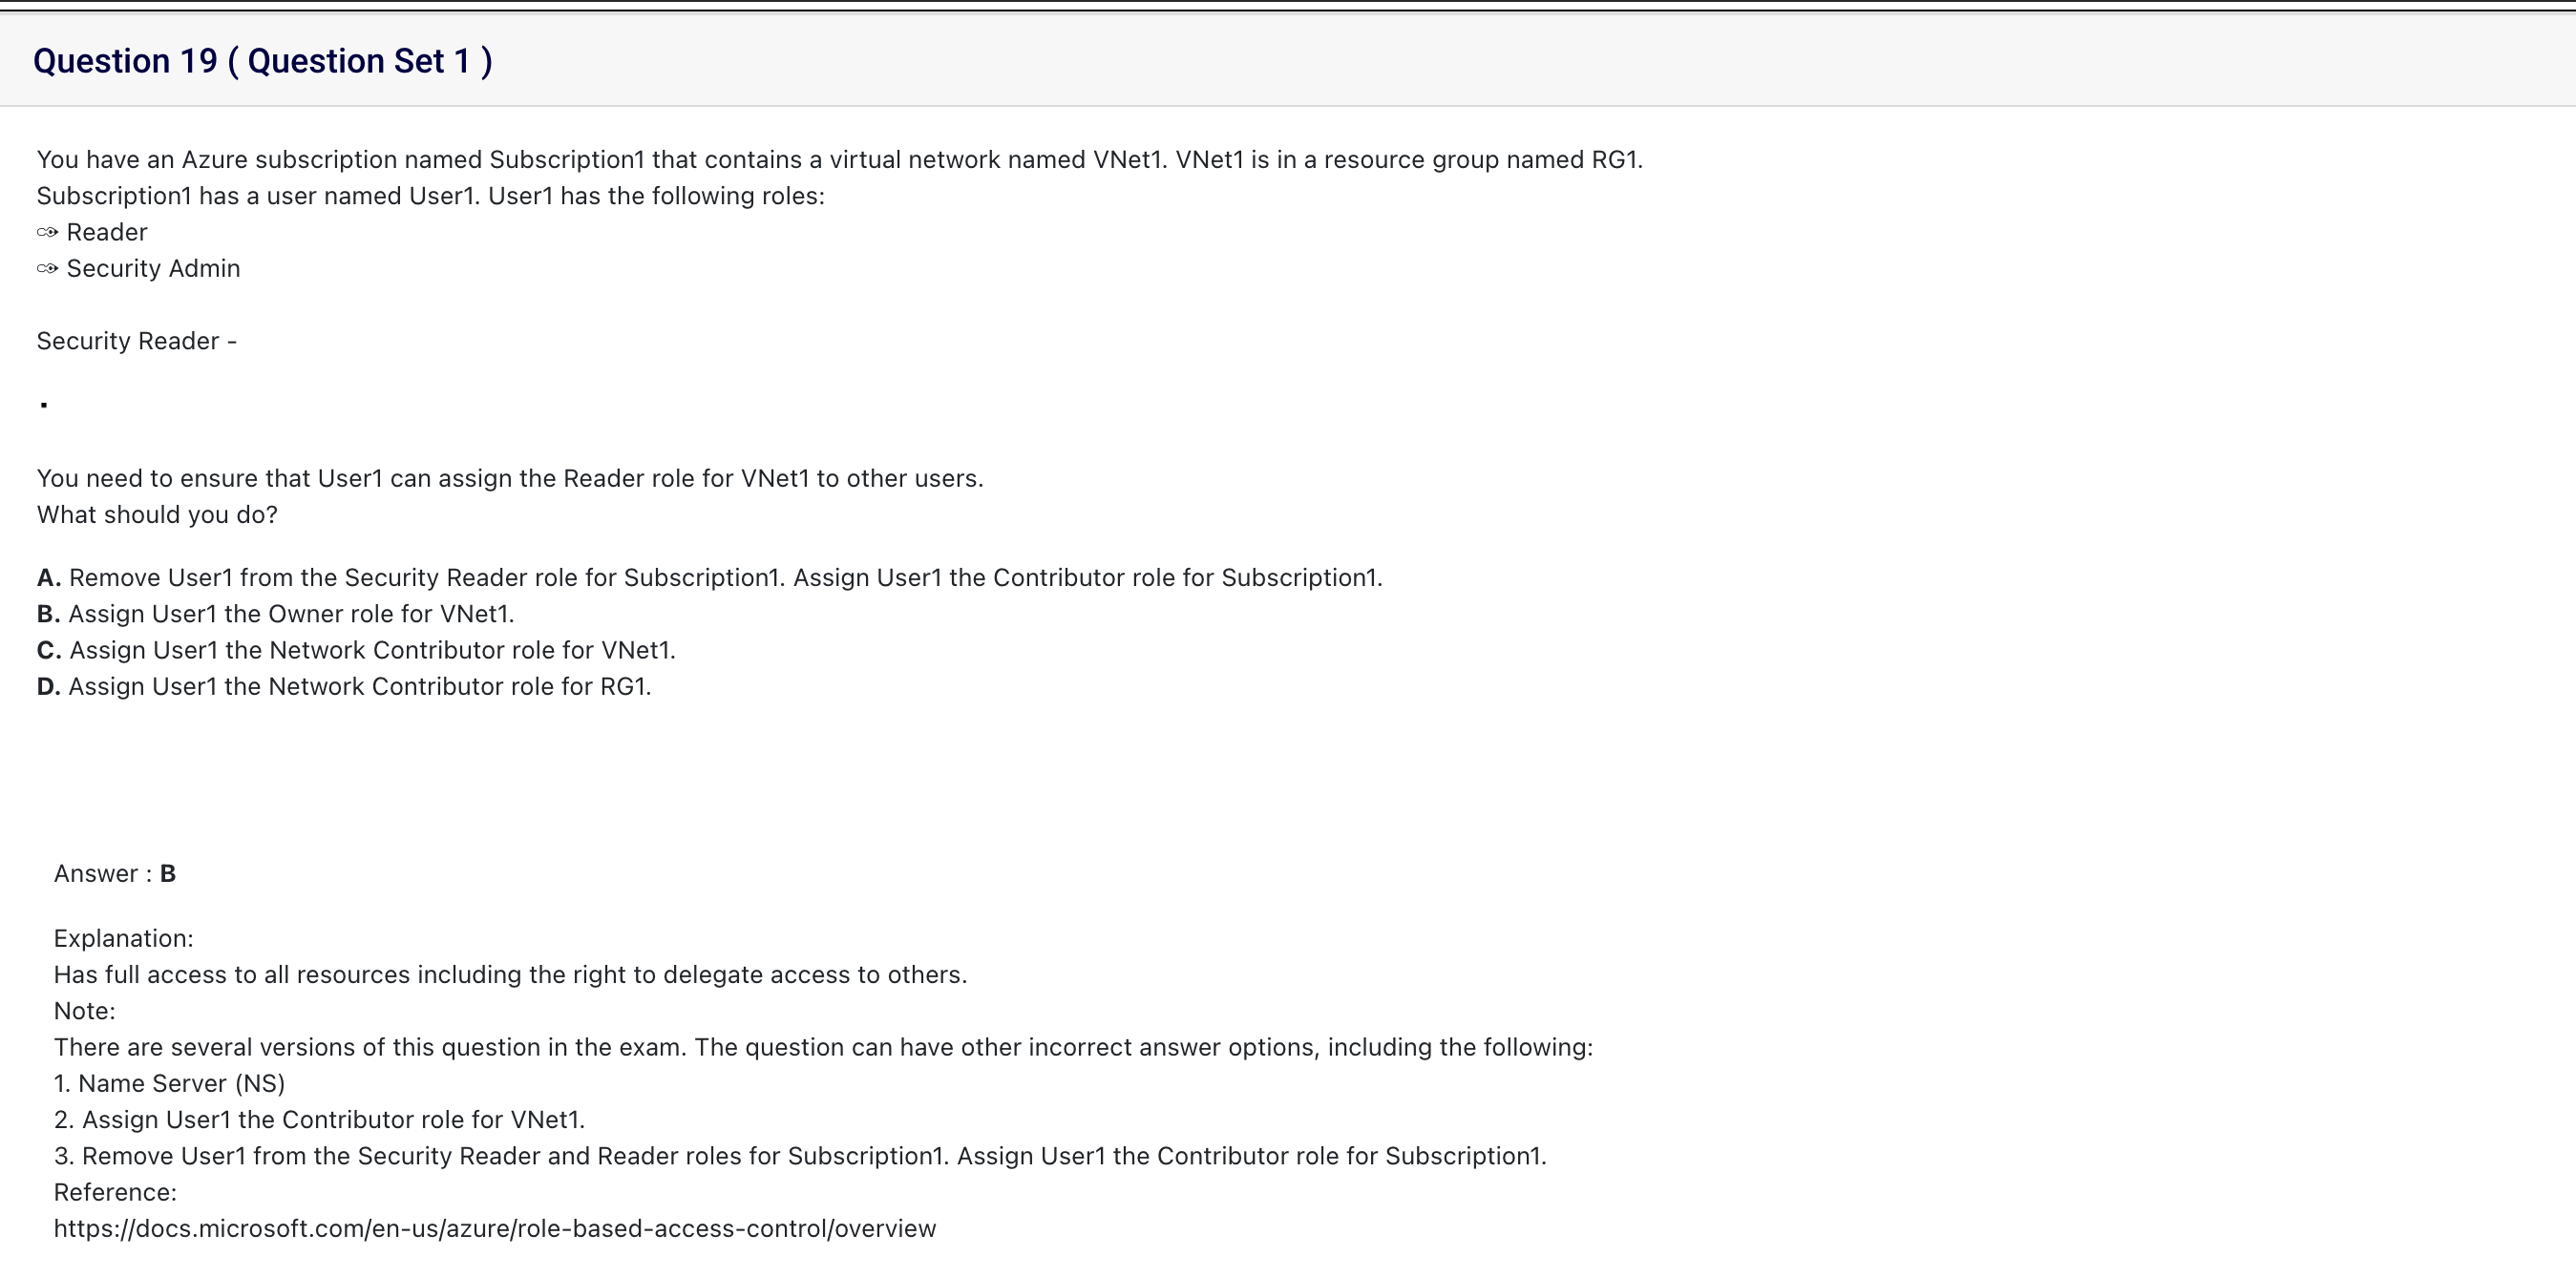 Question 19 ( Question Set 1 )
You have an Azure subscription named Subscription1 that contains a virtual network named VNet1. VNet1 is in a resource group named RG1.
Subscription1 has a user named User1. User1 has the following roles:
Reader
Security Admin
Security Reader -
.
You need to ensure that User1 can assign the Reader role for VNet1 to other users.
What should you do?
A. Remove User1 from the Security Reader role for Subscription1. Assign User1 the Contributor role for Subscription1.
B. Assign User1 the Owner role for VNet1.
C. Assign User1 the Network Contributor role for VNet1.
D. Assign User1 the Network Contributor role for RG1.
Answer : B
Explanation:
Has full access to all resources including the right to delegate access to others.
Note:
There are several versions of this question in the exam. The question can have other incorrect answer options, including the following:
1. Name Server (NS)
2. Assign User1 the Contributor role for VNet1.
3. Remove User1 from the Security Reader and Reader roles for Subscription1. Assign User1 the Contributor role for Subscription1.
Reference:
https://docs.microsoft.com/en-us/azure/role-based-access-control/overview